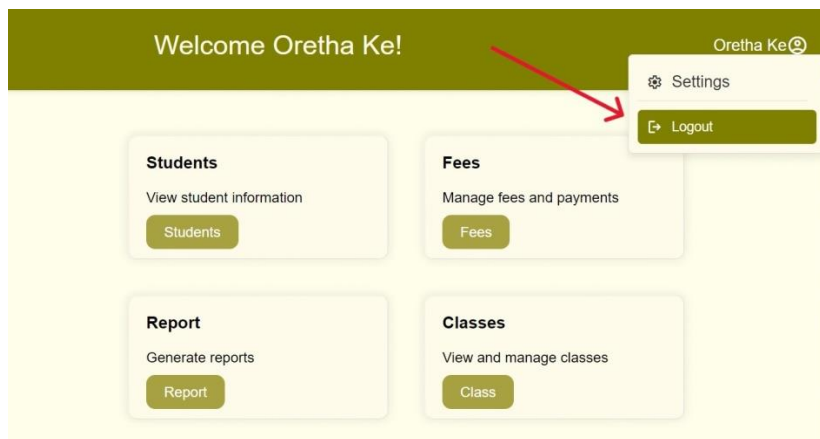 Welcome Oretha Ke!
Oretha Ke
Settings
Logout
Students
View student information
Students
Fees
Manage fees and payments
Fees
Report
Generate reports
Report
Classes
View and manage classes
Class